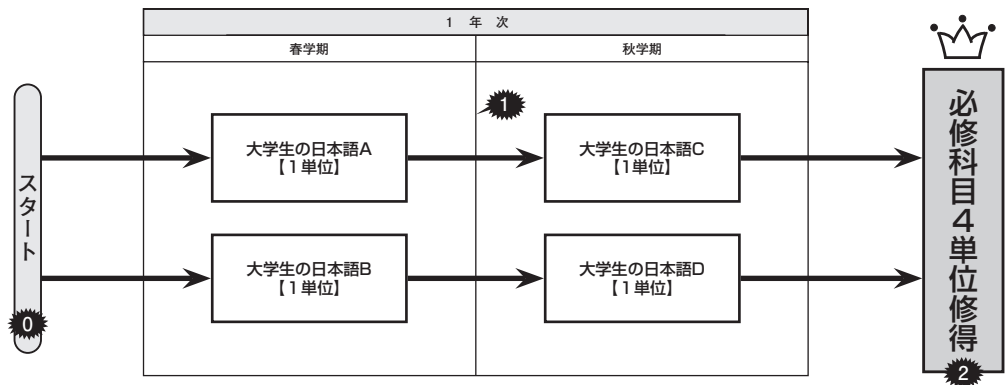 1 年 次
春学期
秋学期
スタート
0
1
大学生の日本語A
【1単位】
大学生の日本語C
【1単位】
大学生の日本語B
【1単位】
大学生の日本語D
【1単位】
必修科目4単位修得
2